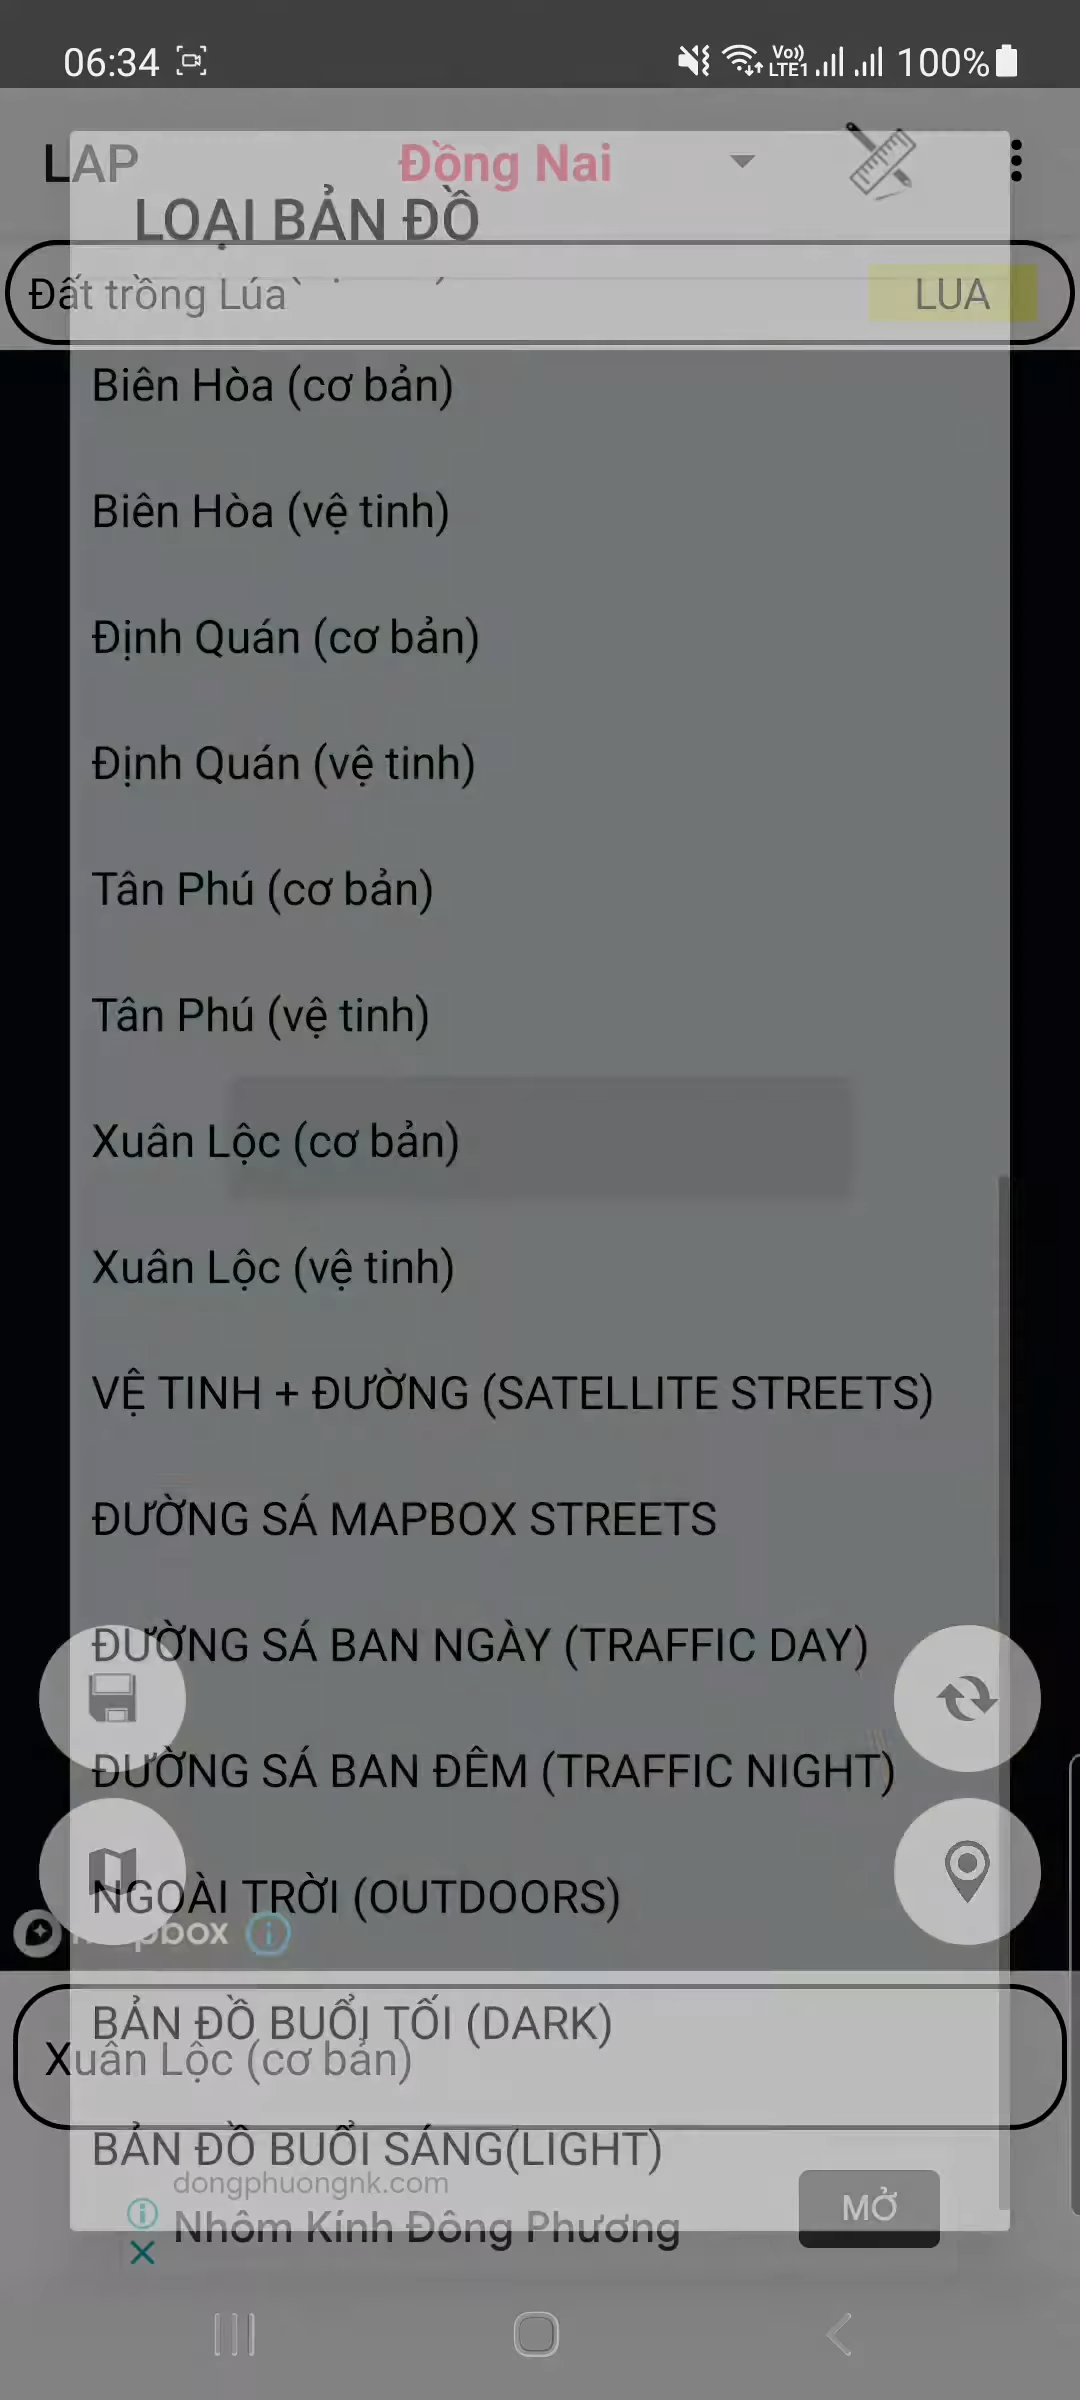 06:34
Vo)) LTE1 100%
LAP Đồng Nai
LOẠI BẢN ĐỒ
Đất trồng Lúa LUA
Biên Hòa (cơ bản)
Biên Hòa (vệ tinh)
Định Quán (cơ bản)
Định Quán (vệ tinh)
Tân Phú (cơ bản)
Tân Phú (vệ tinh)
Xuân Lộc (cơ bản)
Xuân Lộc (vệ tinh)
VỆ TINH + ĐƯỜNG (SATELLITE STREETS)
ĐƯỜNG SÁ MAPBOX STREETS
ĐƯỜNG SÁ BAN NGÀY (TRAFFIC DAY)
ĐƯỜNG SÁ BAN ĐÊM (TRAFFIC NIGHT)
NGOÀI TRỜI (OUTDOORS)
BẢN ĐỒ BUỔI TỐI (DARK)
Xuân Lộc (cơ bản)
BẢN ĐỒ BUỔI SÁNG(LIGHT)
dongphuongnk.com
Nhôm Kính Đông Phương
MỞ